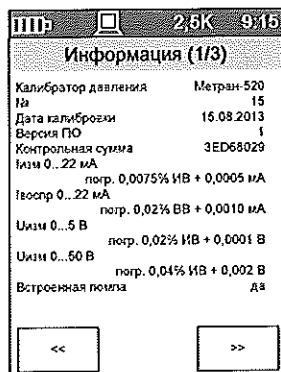 2,5K 9:15
Информация (1/3)
Калибратор давления Метран-520
№ 15
Дата калибровки 15.08.2013
Версия ПО 1
Контрольная сумма 3ED68029
Iизм 0...22 мА
погр. 0,0075% ИВ + 0,0005 мА
Iвоспр 0...22 мА
погр. 0,02% ВВ + 0,0010 мА
Uизм 0...5 В
погр. 0,02% ИВ + 0,0001 В
Uизм 0...50 В
погр. 0,04% ИВ + 0,002 В
Встроенная помпа да
<< >>